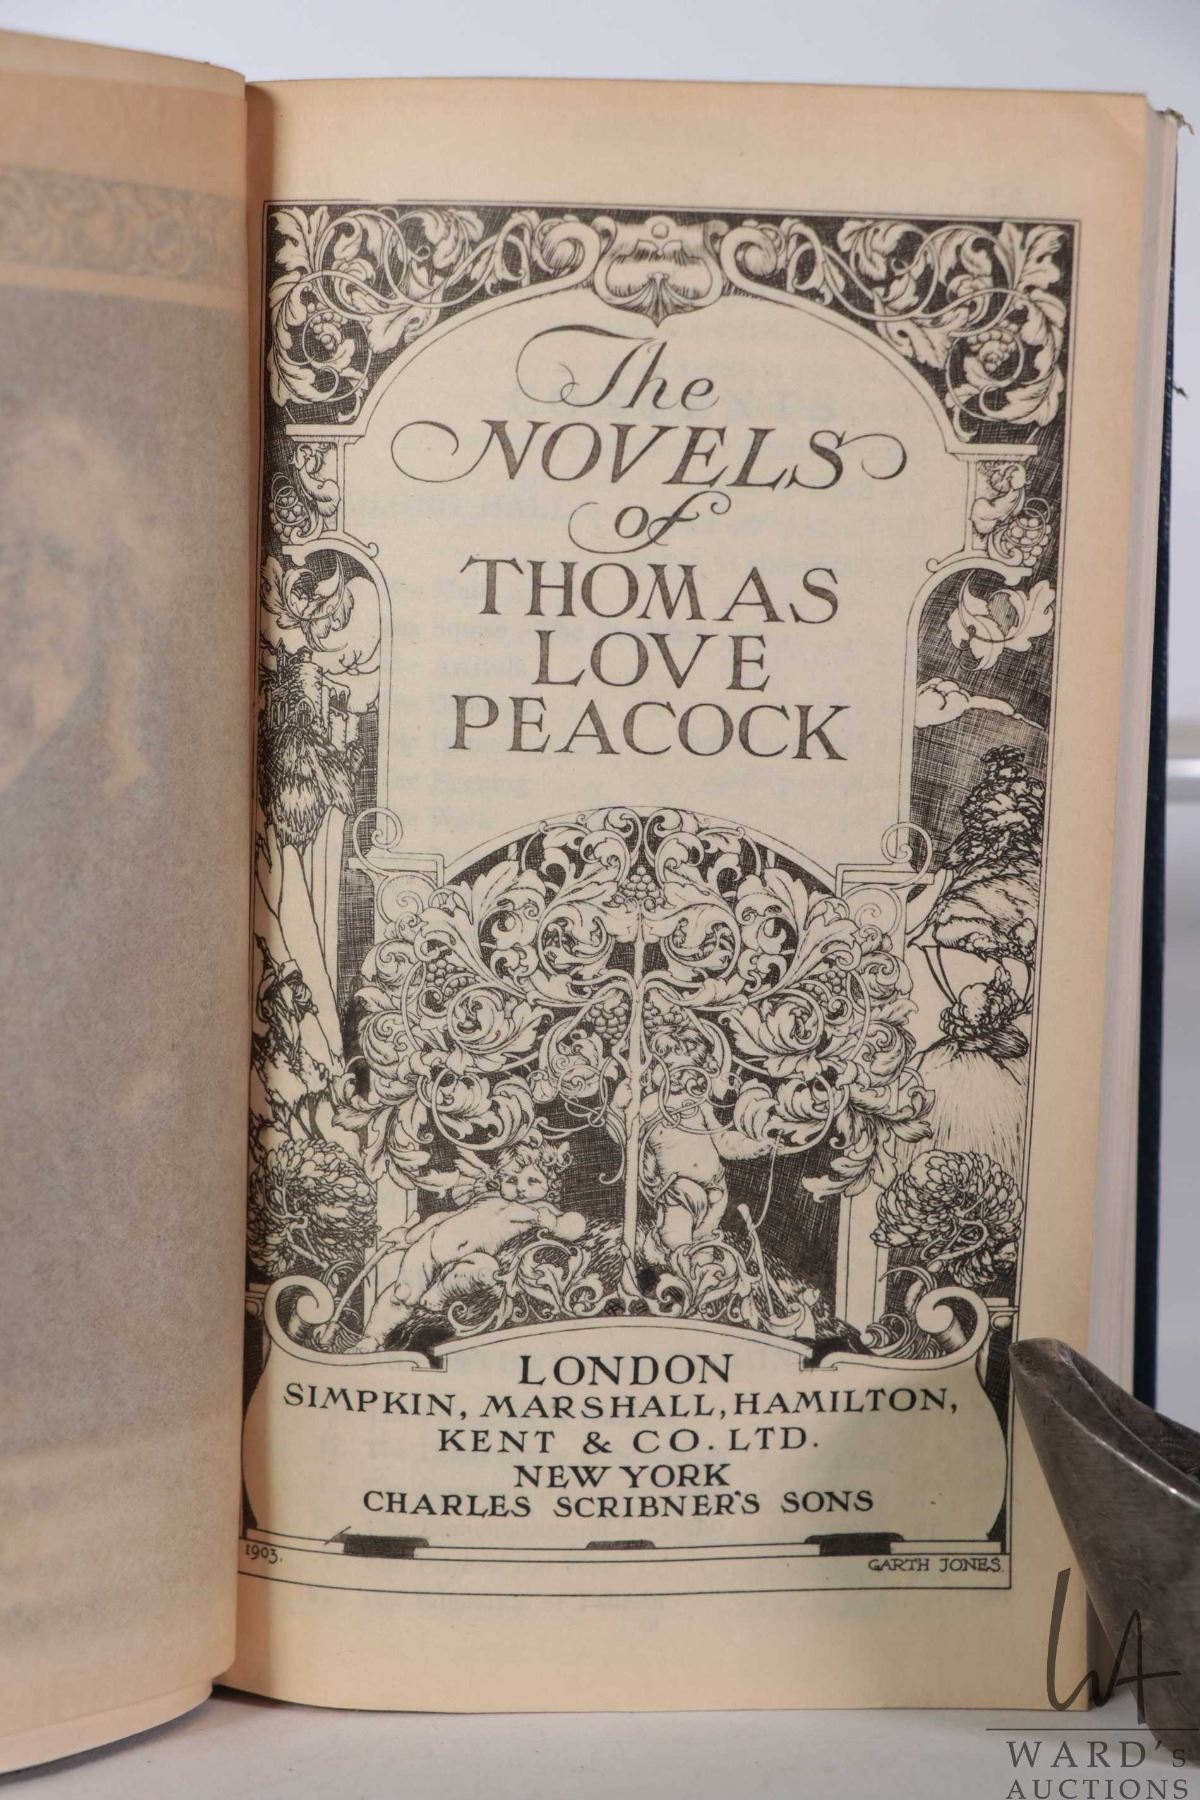 The
NOVELS
of
THOMAS
LOVE
PEACOCK
LONDON
SIMPKIN, MARSHALL, HAMILTON,
KENT & CO. LTD.
NEW YORK
CHARLES SCRIBNER'S SONS
1903.
GARTH JONES.
WA
WARD's
AUCTIONS